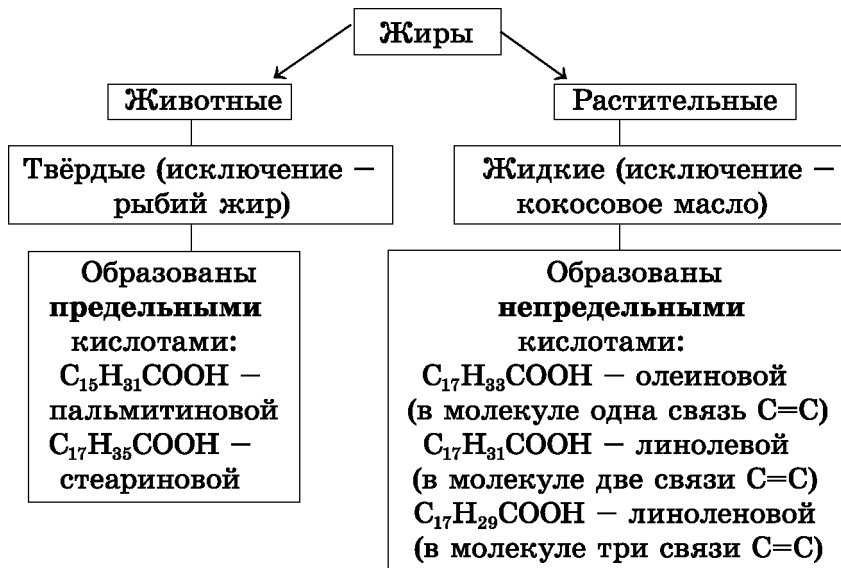 Жиры
Животные
Растительные
Твёрдые (исключение —
рыбий жир)
Жидкие (исключение —
кокосовое масло)
Образованы
предельными
кислотами:
C₁₅H₃₁COOH —
пальмитиновой
C₁₇H₃₅COOH —
стеариновой
Образованы
непредельными
кислотами:
C₁₇H₃₃COOH — олеиновой
(в молекуле одна связь C=C)
C₁₇H₃₁COOH — линолевой
(в молекуле две связи C=C)
C₁₇H₂₉COOH — линоленовой
(в молекуле три связи C=C)